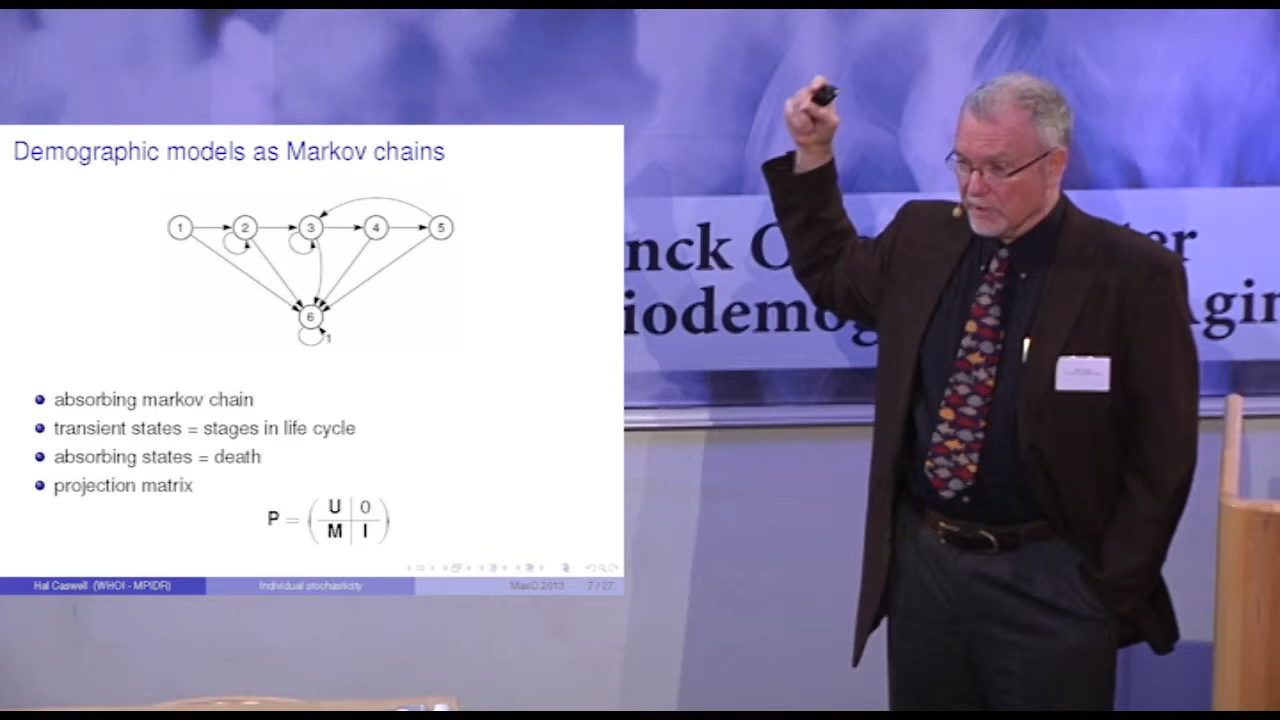 Demographic models as Markov chains
1 2 3 4 5
6
1
absorbing markov chain
transient states = stages in life cycle
absorbing states = death
projection matrix
P = ( U 0
M I )
Hal Caswell (WHOI - MPIDR) Individual stochasticity MaxO 2013 7 / 27
nck O ter
iodemog Agin